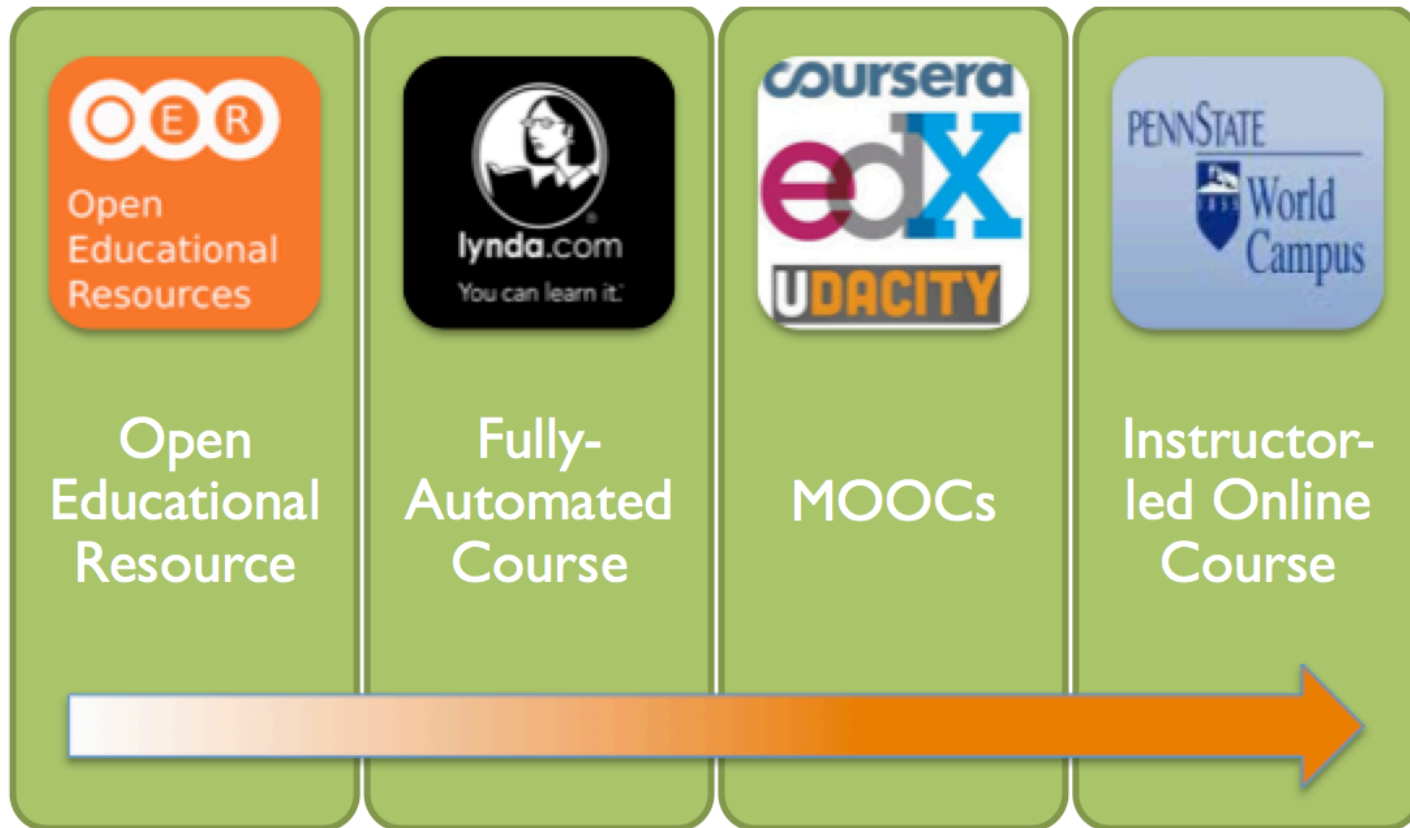 OER
Open
Educational
Resources
lynda.com
You can learn it.
coursera
edX
UDACITY
PENNSTATE
1855
World
Campus
Open
Educational
Resource
Fully-
Automated
Course
MOOCs
Instructor-
led Online
Course